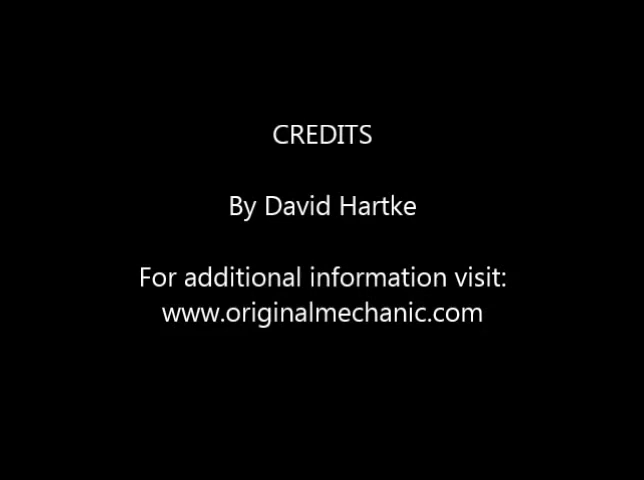 CREDITS
By David Hartke
For additional information visit:
www.originalmechanic.com